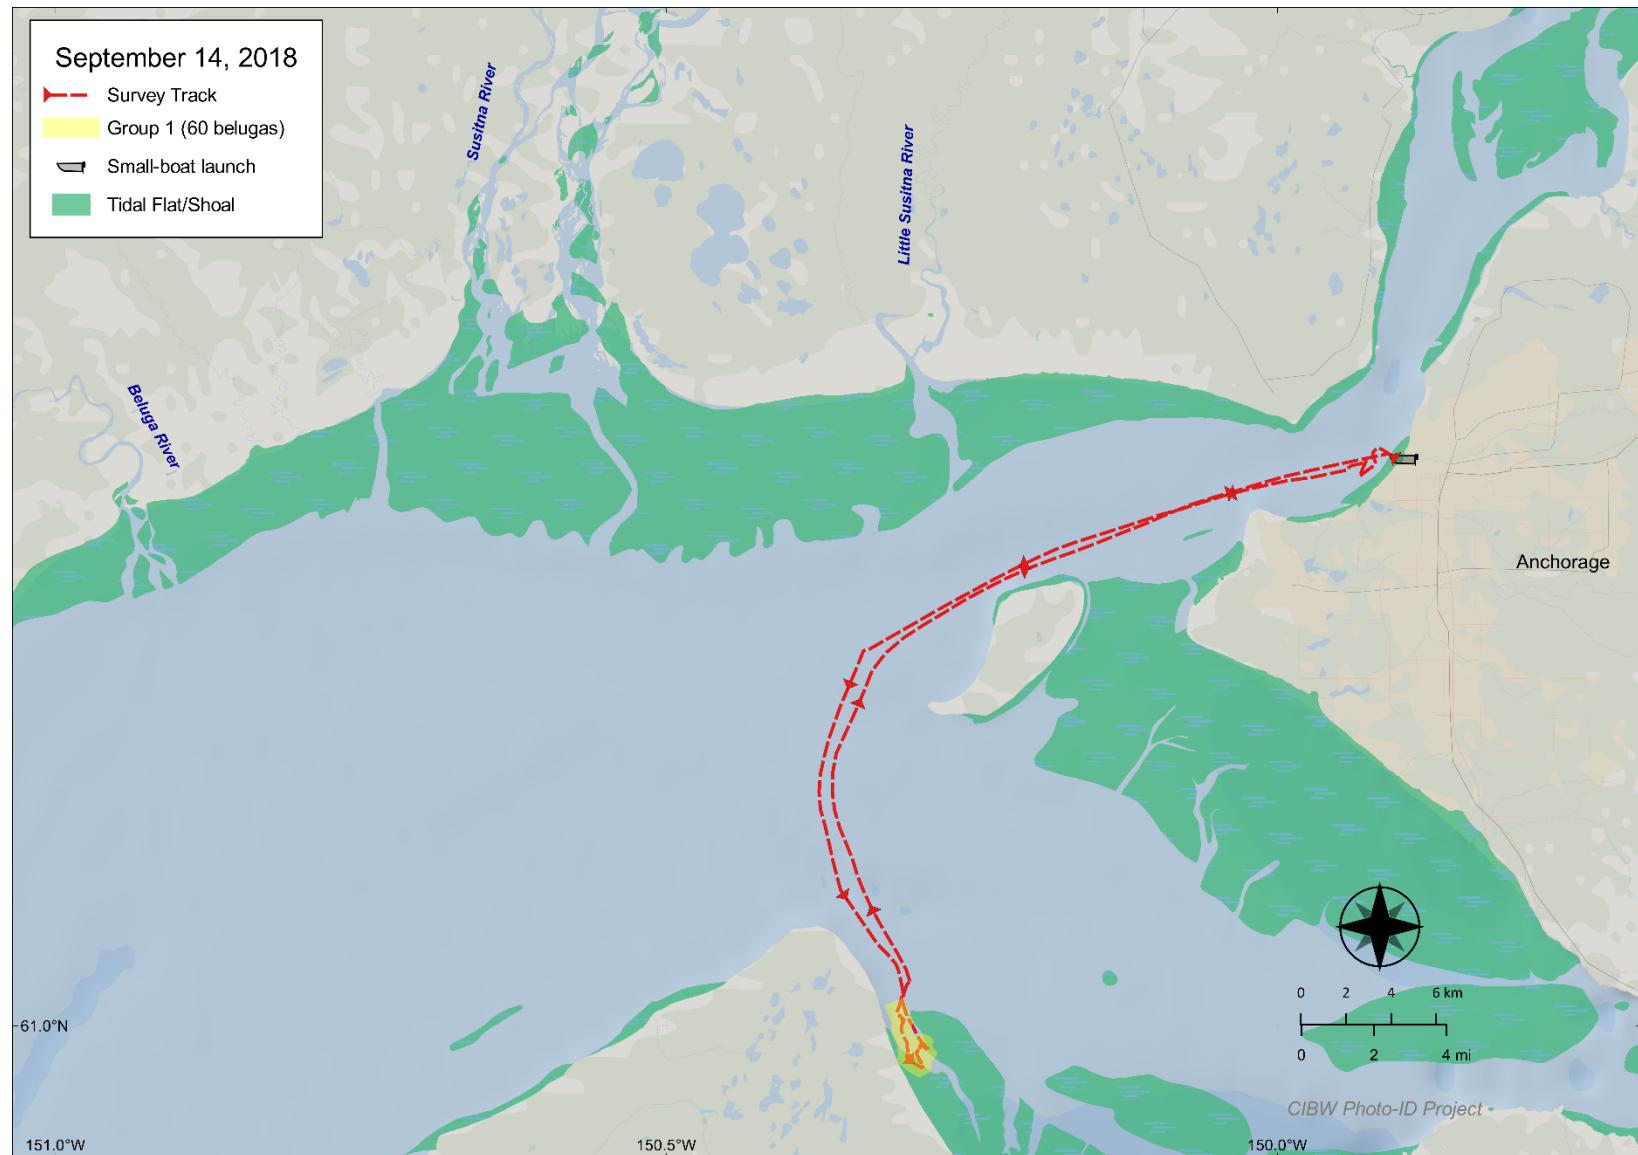 September 14, 2018
Survey Track
Group 1 (60 belugas)
Small-boat launch
Tidal Flat/Shoal
Susitna River
Little Susitna River
Beluga River
Anchorage
0 2 4 6 km
0 2 4 mi
61.0°N
CIBW Photo-ID Project
151.0°W
150.5°W
150.0°W